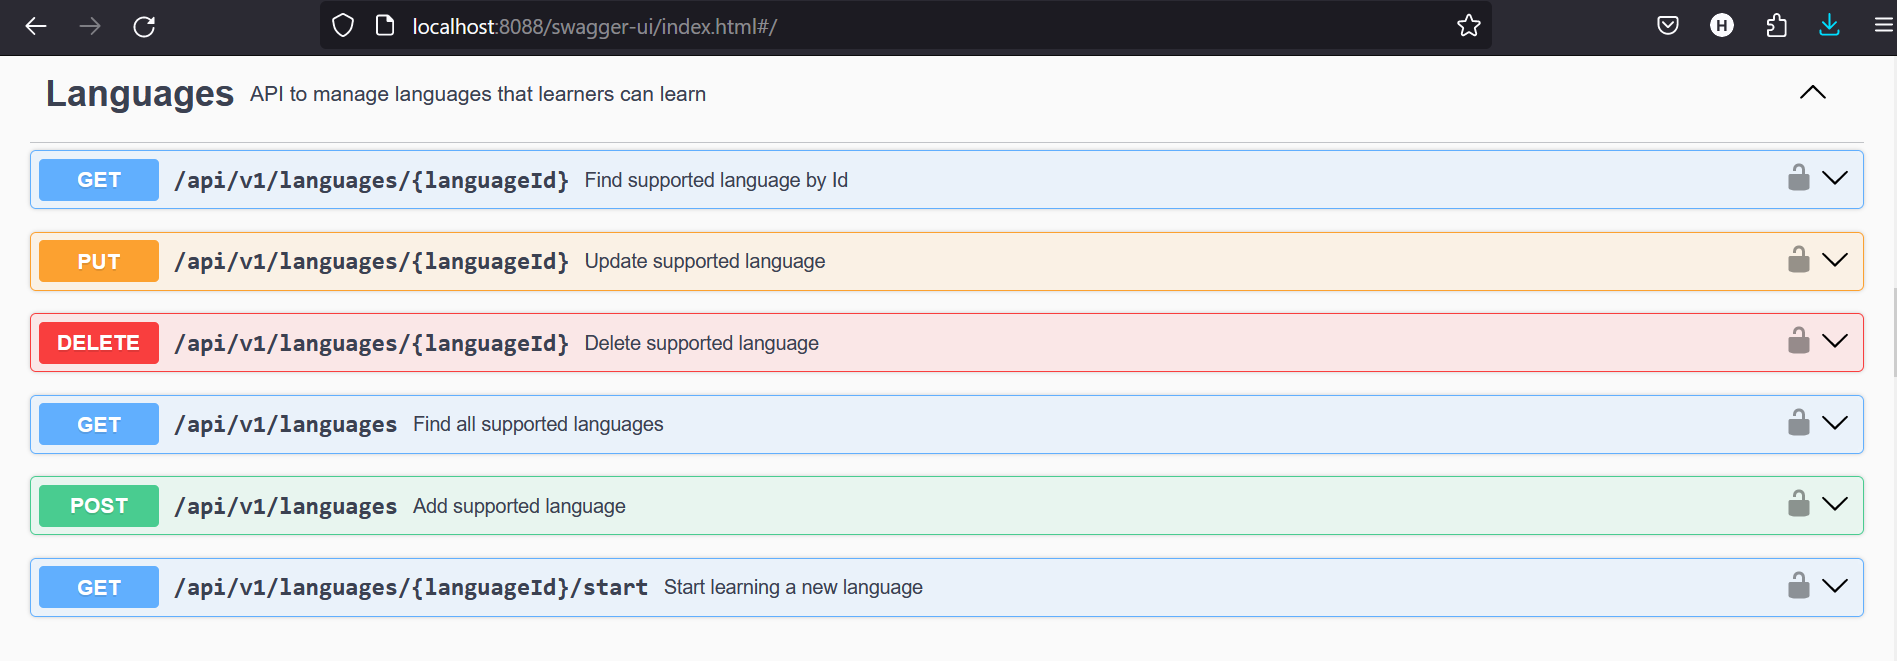 localhost:8088/swagger-ui/index.html#/
H
Languages API to manage languages that learners can learn
GET /api/v1/languages/{languageId} Find supported language by Id
PUT /api/v1/languages/{languageId} Update supported language
DELETE /api/v1/languages/{languageId} Delete supported language
GET /api/v1/languages Find all supported languages
POST /api/v1/languages Add supported language
GET /api/v1/languages/{languageId}/start Start learning a new language